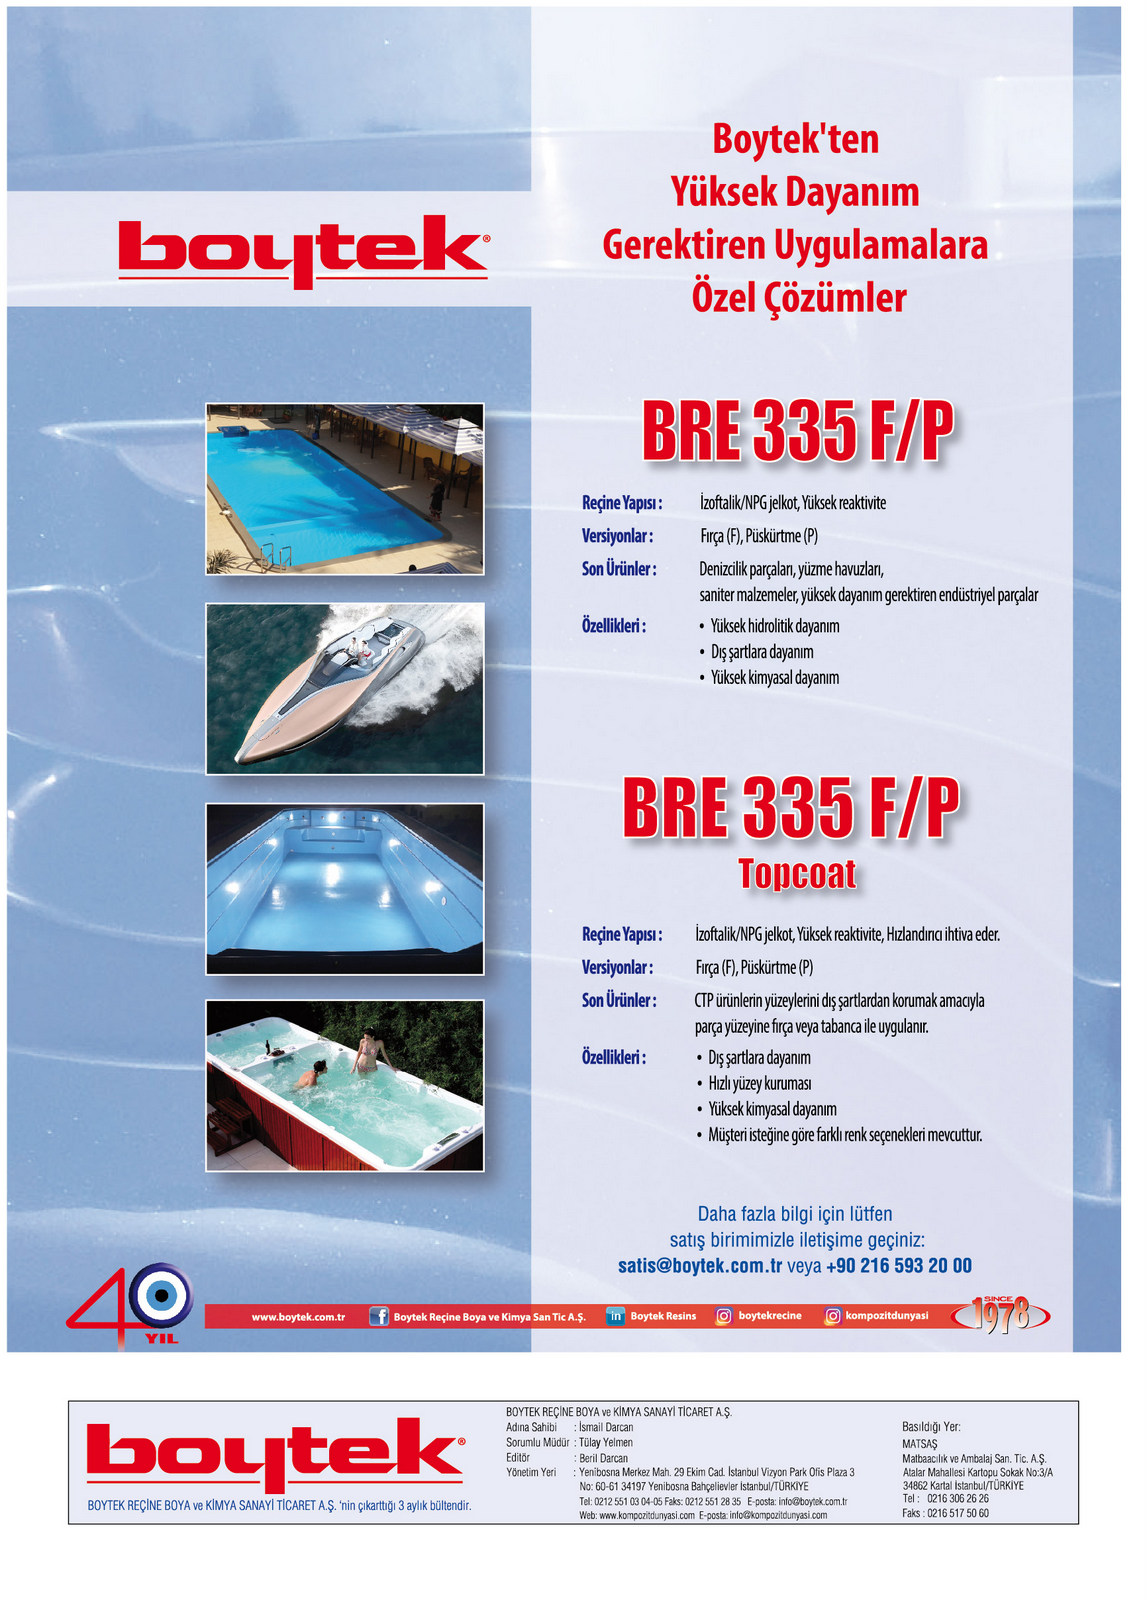 Boytek'ten
Yüksek Dayanım
Gerektiren Uygulamalara
Özel Çözümler
boytek®
BRE 335 F/P
Reçine Yapısı : İzoftalik/NPG jelkot, Yüksek reaktivite
Versiyonlar : Fırça (F), Püskürtme (P)
Son Ürünler : Denizcilik parçaları, yüzme havuzları,
saniter malzemeler, yüksek dayanım gerektiren endüstriyel parçalar
Özellikleri : • Yüksek hidrolitik dayanım
• Dış şartlara dayanım
• Yüksek kimyasal dayanım
BRE 335 F/P
Topcoat
Reçine Yapısı : İzoftalik/NPG jelkot, Yüksek reaktivite, Hızlandırıcı ihtiva eder.
Versiyonlar : Fırça (F), Püskürtme (P)
Son Ürünler : CTP ürünlerin yüzeylerini dış şartlardan korumak amacıyla
parça yüzeyine fırça veya tabanca ile uygulanır.
Özellikleri : • Dış şartlara dayanım
• Hızlı yüzey kuruması
• Yüksek kimyasal dayanım
• Müşteri isteğine göre farklı renk seçenekleri mevcuttur.
Daha fazla bilgi için lütfen
satış birimimizle iletişime geçiniz:
satis@boytek.com.tr veya +90 216 593 20 00
40 YIL
www.boytek.com.tr Boytek Reçine Boya ve Kimya San Tic A.Ş. in Boytek Resins boytekrecine kompozitdunyasi
SINCE
1978
boytek®
BOYTEK REÇİNE BOYA ve KİMYA SANAYİ TİCARET A.Ş. 'nin çıkarttığı 3 aylık bültendir.
BOYTEK REÇİNE BOYA ve KİMYA SANAYİ TİCARET A.Ş.
Adına Sahibi : İsmail Darcan
Sorumlu Müdür : Tülay Yelmen
Editör : Beril Darcan
Yönetim Yeri : Yenibosna Merkez Mah. 29 Ekim Cad. İstanbul Vizyon Park Ofis Plaza 3
No: 60-61 34197 Yenibosna Bahçelievler İstanbul/TÜRKİYE
Tel: 0212 551 03 04-05 Faks: 0212 551 28 35 E-posta: info@boytek.com.tr
Web: www.kompozitdunyasi.com E-posta: info@kompozitdunyasi.com
Basıldığı Yer:
MATSAŞ
Matbaacılık ve Ambalaj San. Tic. A.Ş.
Atalar Mahallesi Kartopu Sokak No:3/A
34862 Kartal İstanbul/TÜRKİYE
Tel : 0216 306 26 26
Faks : 0216 517 50 60